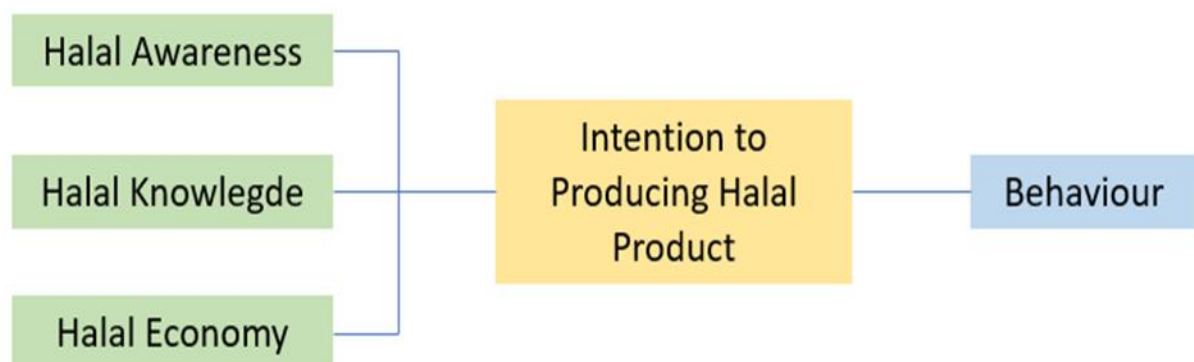 Halal Awareness
Halal Knowlegde
Halal Economy
Intention to
Producing Halal
Product
Behaviour